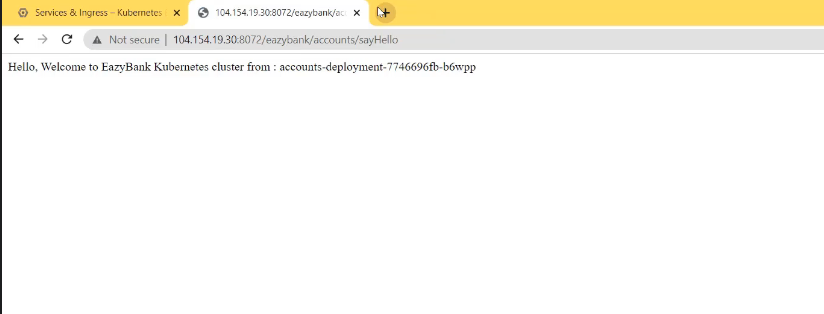 Services & Ingress – Kubernetes
104.154.19.30:8072/eazybank/ac
Not secure | 104.154.19.30:8072/eazybank/accounts/sayHello
Hello, Welcome to EazyBank Kubernetes cluster from : accounts-deployment-7746696fb-b6wpp